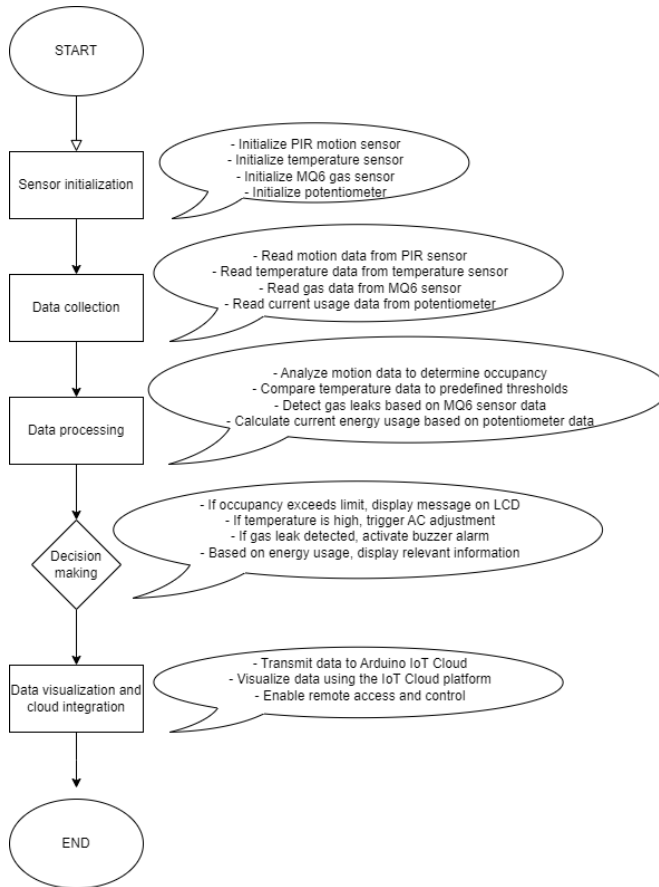 START
Sensor initialization
- Initialize PIR motion sensor
- Initialize temperature sensor
- Initialize MQ6 gas sensor
- Initialize potentiometer
Data collection
- Read motion data from PIR sensor
- Read temperature data from temperature sensor
- Read gas data from MQ6 sensor
- Read current usage data from potentiometer
Data processing
- Analyze motion data to determine occupancy
- Compare temperature data to predefined thresholds
- Detect gas leaks based on MQ6 sensor data
- Calculate current energy usage based on potentiometer data
Decision
making
- If occupancy exceeds limit, display message on LCD
- If temperature is high, trigger AC adjustment
- If gas leak detected, activate buzzer alarm
- Based on energy usage, display relevant information
Data visualization and
cloud integration
- Transmit data to Arduino IoT Cloud
- Visualize data using the IoT Cloud platform
- Enable remote access and control
END